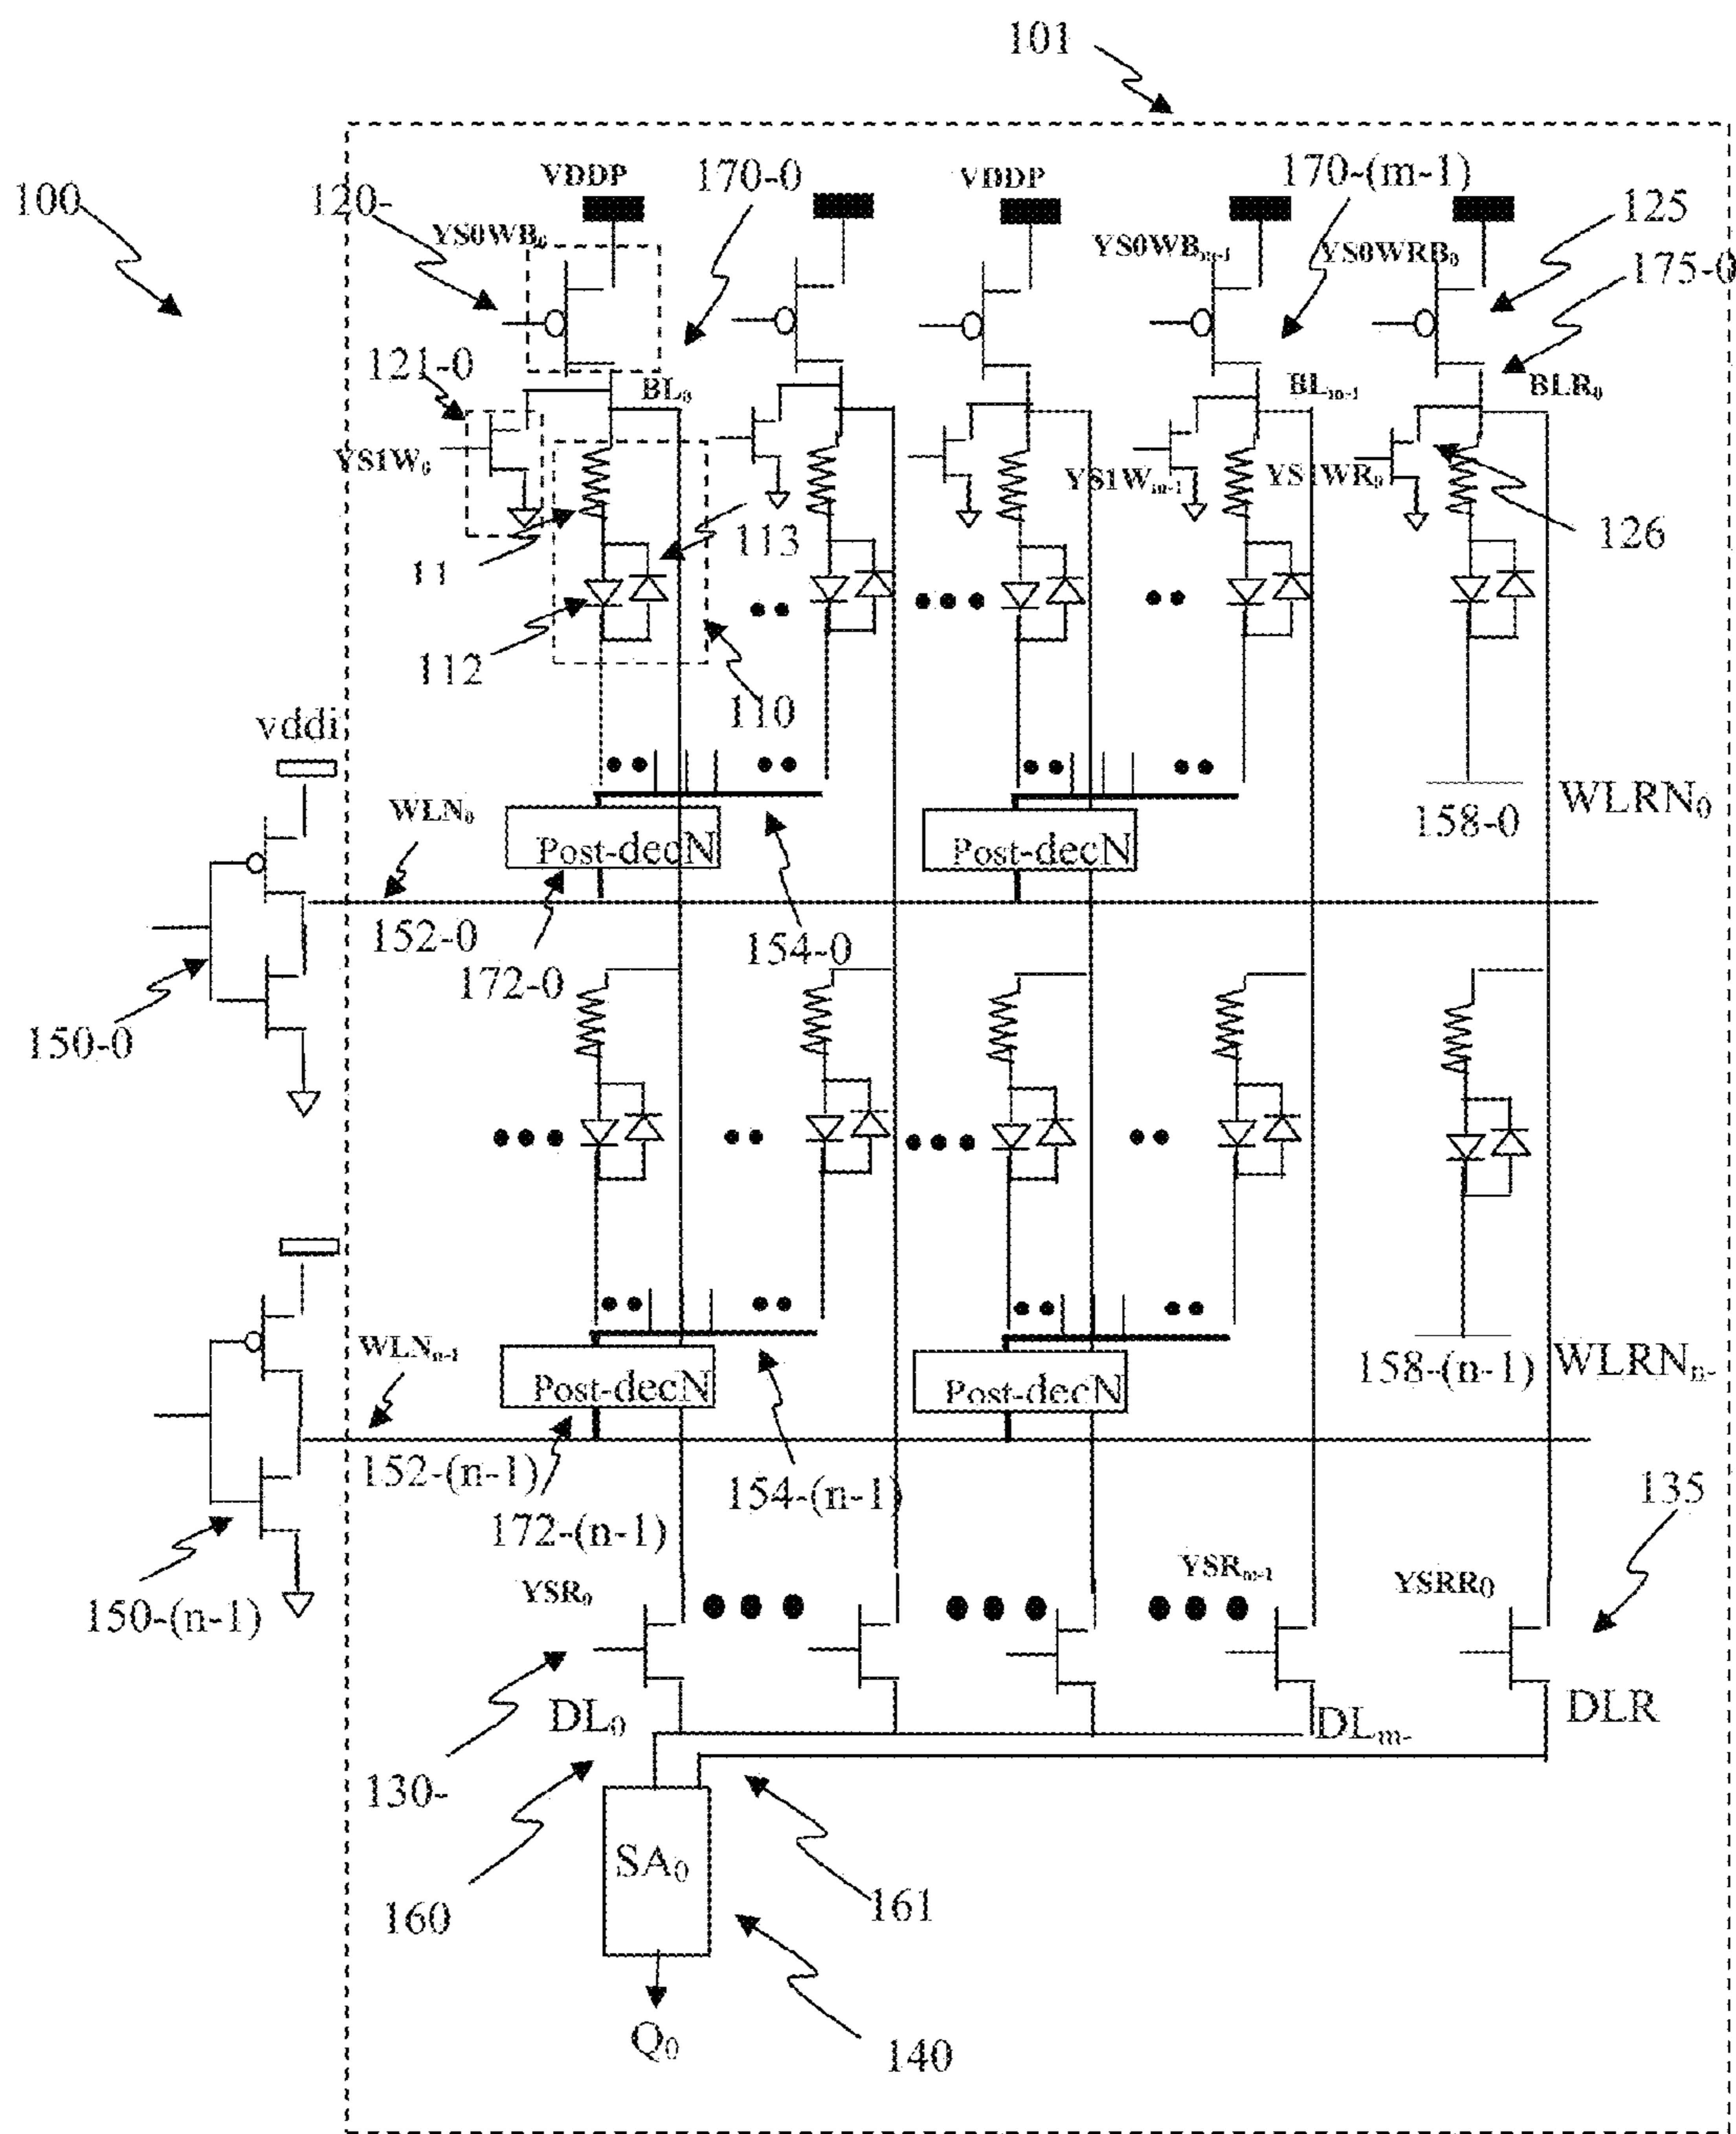 101
100
120-
VDDP
170-0
VDDP
170-(m-1)
125
YS0WB₀
YS0WBₘ₋₁
YS0WRB₀
175-0
121-0
BL₀
BLₘ₋₁
BLR₀
YS1W₀
YS1Wₘ₋₁
YS1WR₀
11
113
126
112
110
vddi
WLN₀
Post-decN
Post-decN
158-0
WLRN₀
152-0
172-0
154-0
150-0
WLNₙ₋₁
Post-decN
Post-decN
158-(n-1)
WLRNₙ₋
152-(n-1)
172-(n-1)
154-(n-1)
150-(n-1)
135
YSR₀
YSRₘ₋₁
YSRR₀
DL₀
DLₘ₋
DLR
130-
160
SA₀
161
Q₀
140